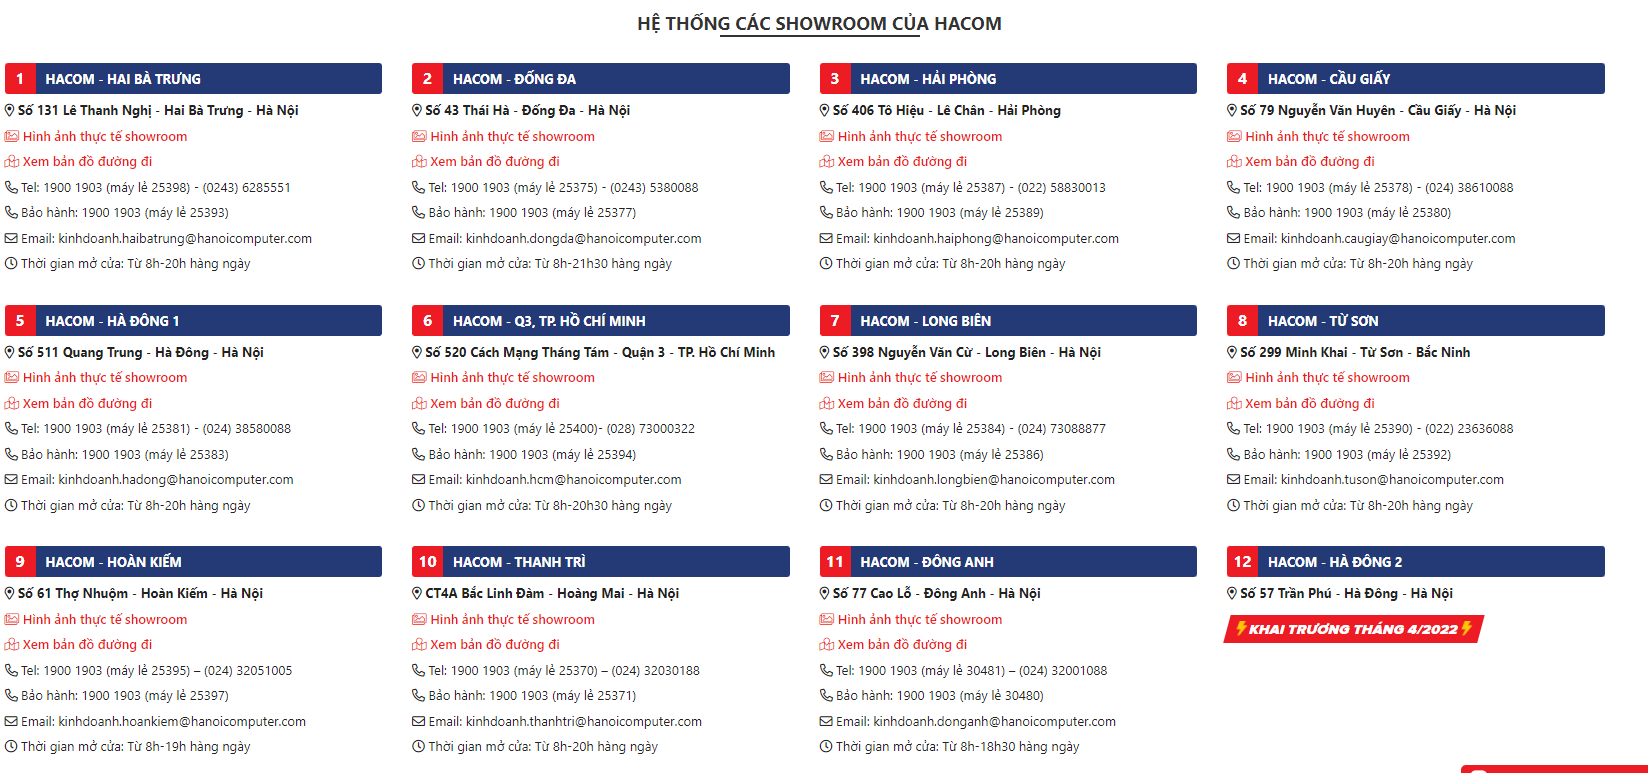 HỆ THỐNG CÁC SHOWROOM CỦA HACOM
1 HACOM - HAI BÀ TRƯNG
Số 131 Lê Thanh Nghị - Hai Bà Trưng - Hà Nội
Hình ảnh thực tế showroom
Xem bản đồ đường đi
Tel: 1900 1903 (máy lẻ 25398) - (0243) 6285551
Bảo hành: 1900 1903 (máy lẻ 25393)
Email: kinhdoanh.haibatrung@hanoicomputer.com
Thời gian mở cửa: Từ 8h-20h hàng ngày
2 HACOM - ĐỐNG ĐA
Số 43 Thái Hà - Đống Đa - Hà Nội
Hình ảnh thực tế showroom
Xem bản đồ đường đi
Tel: 1900 1903 (máy lẻ 25375) - (0243) 5380088
Bảo hành: 1900 1903 (máy lẻ 25377)
Email: kinhdoanh.dongda@hanoicomputer.com
Thời gian mở cửa: Từ 8h-21h30 hàng ngày
3 HACOM - HẢI PHÒNG
Số 406 Tô Hiệu - Lê Chân - Hải Phòng
Hình ảnh thực tế showroom
Xem bản đồ đường đi
Tel: 1900 1903 (máy lẻ 25387) - (022) 58830013
Bảo hành: 1900 1903 (máy lẻ 25389)
Email: kinhdoanh.haiphong@hanoicomputer.com
Thời gian mở cửa: Từ 8h-20h hàng ngày
4 HACOM - CẦU GIẤY
Số 79 Nguyễn Văn Huyên - Cầu Giấy - Hà Nội
Hình ảnh thực tế showroom
Xem bản đồ đường đi
Tel: 1900 1903 (máy lẻ 25378) - (024) 38610088
Bảo hành: 1900 1903 (máy lẻ 25380)
Email: kinhdoanh.caugiay@hanoicomputer.com
Thời gian mở cửa: Từ 8h-20h hàng ngày
5 HACOM - HÀ ĐÔNG 1
Số 511 Quang Trung - Hà Đông - Hà Nội
Hình ảnh thực tế showroom
Xem bản đồ đường đi
Tel: 1900 1903 (máy lẻ 25381) - (024) 38580088
Bảo hành: 1900 1903 (máy lẻ 25383)
Email: kinhdoanh.hadong@hanoicomputer.com
Thời gian mở cửa: Từ 8h-20h hàng ngày
6 HACOM - Q3, TP. HỒ CHÍ MINH
Số 520 Cách Mạng Tháng Tám - Quận 3 - TP. Hồ Chí Minh
Hình ảnh thực tế showroom
Xem bản đồ đường đi
Tel: 1900 1903 (máy lẻ 25400)- (028) 73000322
Bảo hành: 1900 1903 (máy lẻ 25394)
Email: kinhdoanh.hcm@hanoicomputer.com
Thời gian mở cửa: Từ 8h-20h30 hàng ngày
7 HACOM - LONG BIÊN
Số 398 Nguyễn Văn Cừ - Long Biên - Hà Nội
Hình ảnh thực tế showroom
Xem bản đồ đường đi
Tel: 1900 1903 (máy lẻ 25384) - (024) 73088877
Bảo hành: 1900 1903 (máy lẻ 25386)
Email: kinhdoanh.longbien@hanoicomputer.com
Thời gian mở cửa: Từ 8h-20h hàng ngày
8 HACOM - TỪ SƠN
Số 299 Minh Khai - Từ Sơn - Bắc Ninh
Hình ảnh thực tế showroom
Xem bản đồ đường đi
Tel: 1900 1903 (máy lẻ 25390) - (022) 23636088
Bảo hành: 1900 1903 (máy lẻ 25392)
Email: kinhdoanh.tuson@hanoicomputer.com
Thời gian mở cửa: Từ 8h-20h hàng ngày
9 HACOM - HOÀN KIẾM
Số 61 Thợ Nhuộm - Hoàn Kiếm - Hà Nội
Hình ảnh thực tế showroom
Xem bản đồ đường đi
Tel: 1900 1903 (máy lẻ 25395) – (024) 32051005
Bảo hành: 1900 1903 (máy lẻ 25397)
Email: kinhdoanh.hoankiem@hanoicomputer.com
Thời gian mở cửa: Từ 8h-19h hàng ngày
10 HACOM - THANH TRÌ
CT4A Bắc Linh Đàm - Hoàng Mai - Hà Nội
Hình ảnh thực tế showroom
Xem bản đồ đường đi
Tel: 1900 1903 (máy lẻ 25370) – (024) 32030188
Bảo hành: 1900 1903 (máy lẻ 25371)
Email: kinhdoanh.thanhtri@hanoicomputer.com
Thời gian mở cửa: Từ 8h-20h hàng ngày
11 HACOM - ĐÔNG ANH
Số 77 Cao Lỗ - Đông Anh - Hà Nội
Hình ảnh thực tế showroom
Xem bản đồ đường đi
Tel: 1900 1903 (máy lẻ 30481) – (024) 32001088
Bảo hành: 1900 1903 (máy lẻ 30480)
Email: kinhdoanh.donganh@hanoicomputer.com
Thời gian mở cửa: Từ 8h-18h30 hàng ngày
12 HACOM - HÀ ĐÔNG 2
Số 57 Trần Phú - Hà Đông - Hà Nội
KHAI TRƯƠNG THÁNG 4/2022